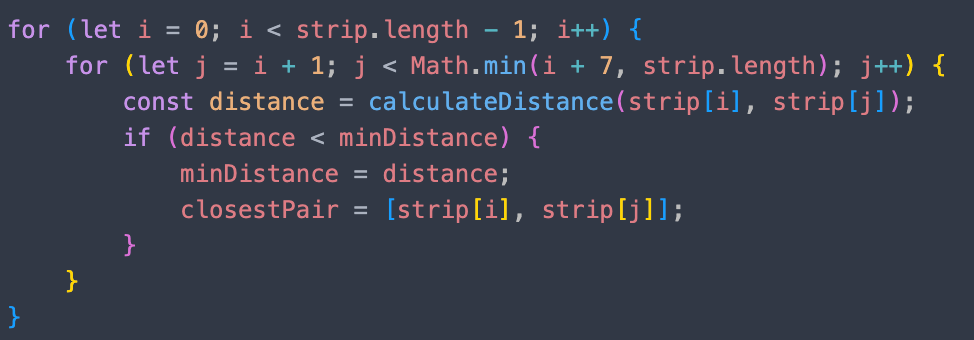 for (let i = 0; i < strip.length - 1; i++) {
    for (let j = i + 1; j < Math.min(i + 7, strip.length); j++) {
        const distance = calculateDistance(strip[i], strip[j]);
        if (distance < minDistance) {
            minDistance = distance;
            closestPair = [strip[i], strip[j]];
        }
    }
}